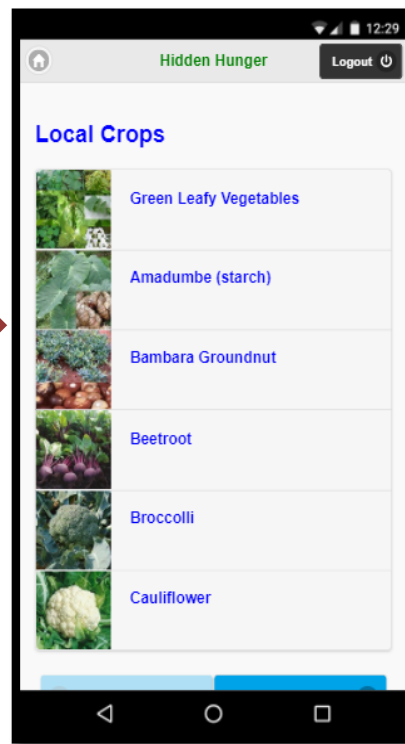 12:29
Hidden Hunger Logout
Local Crops
Green Leafy Vegetables
Amadumbe (starch)
Bambara Groundnut
Beetroot
Broccolli
Cauliflower